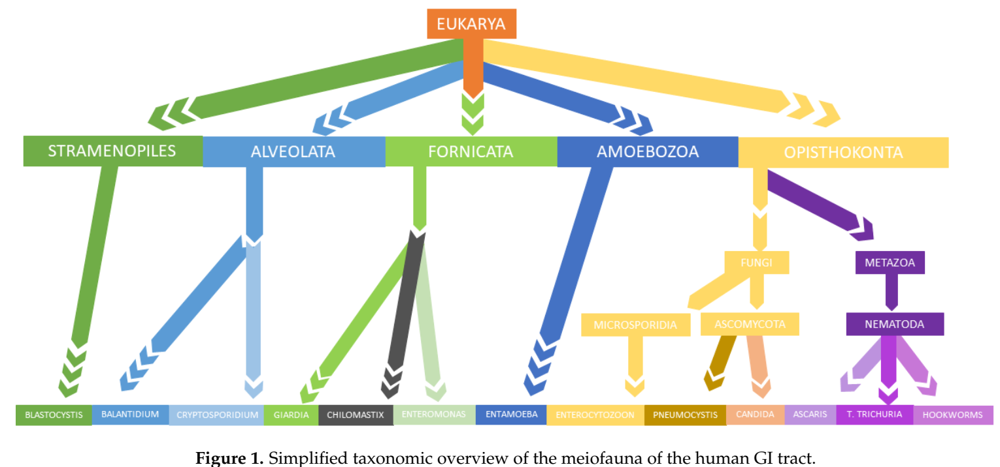 EUKARYA
STRAMENOPILES ALVEOLATA FORNICATA AMOEBOZOA OPISTHOKONTA
FUNGI METAZOA
MICROSPORIDIA ASCOMYCOTA NEMATODA
BLASTOCYSTIS BALANTIDIUM CRYPTOSPORIDIUM GIARDIA CHILOMASTIX ENTEROMONAS ENTAMOEBA ENTEROCYTOZOON PNEUMOCYSTIS CANDIDA ASCARIS T. TRICHURIA HOOKWORMS
Figure 1. Simplified taxonomic overview of the meiofauna of the human GI tract.